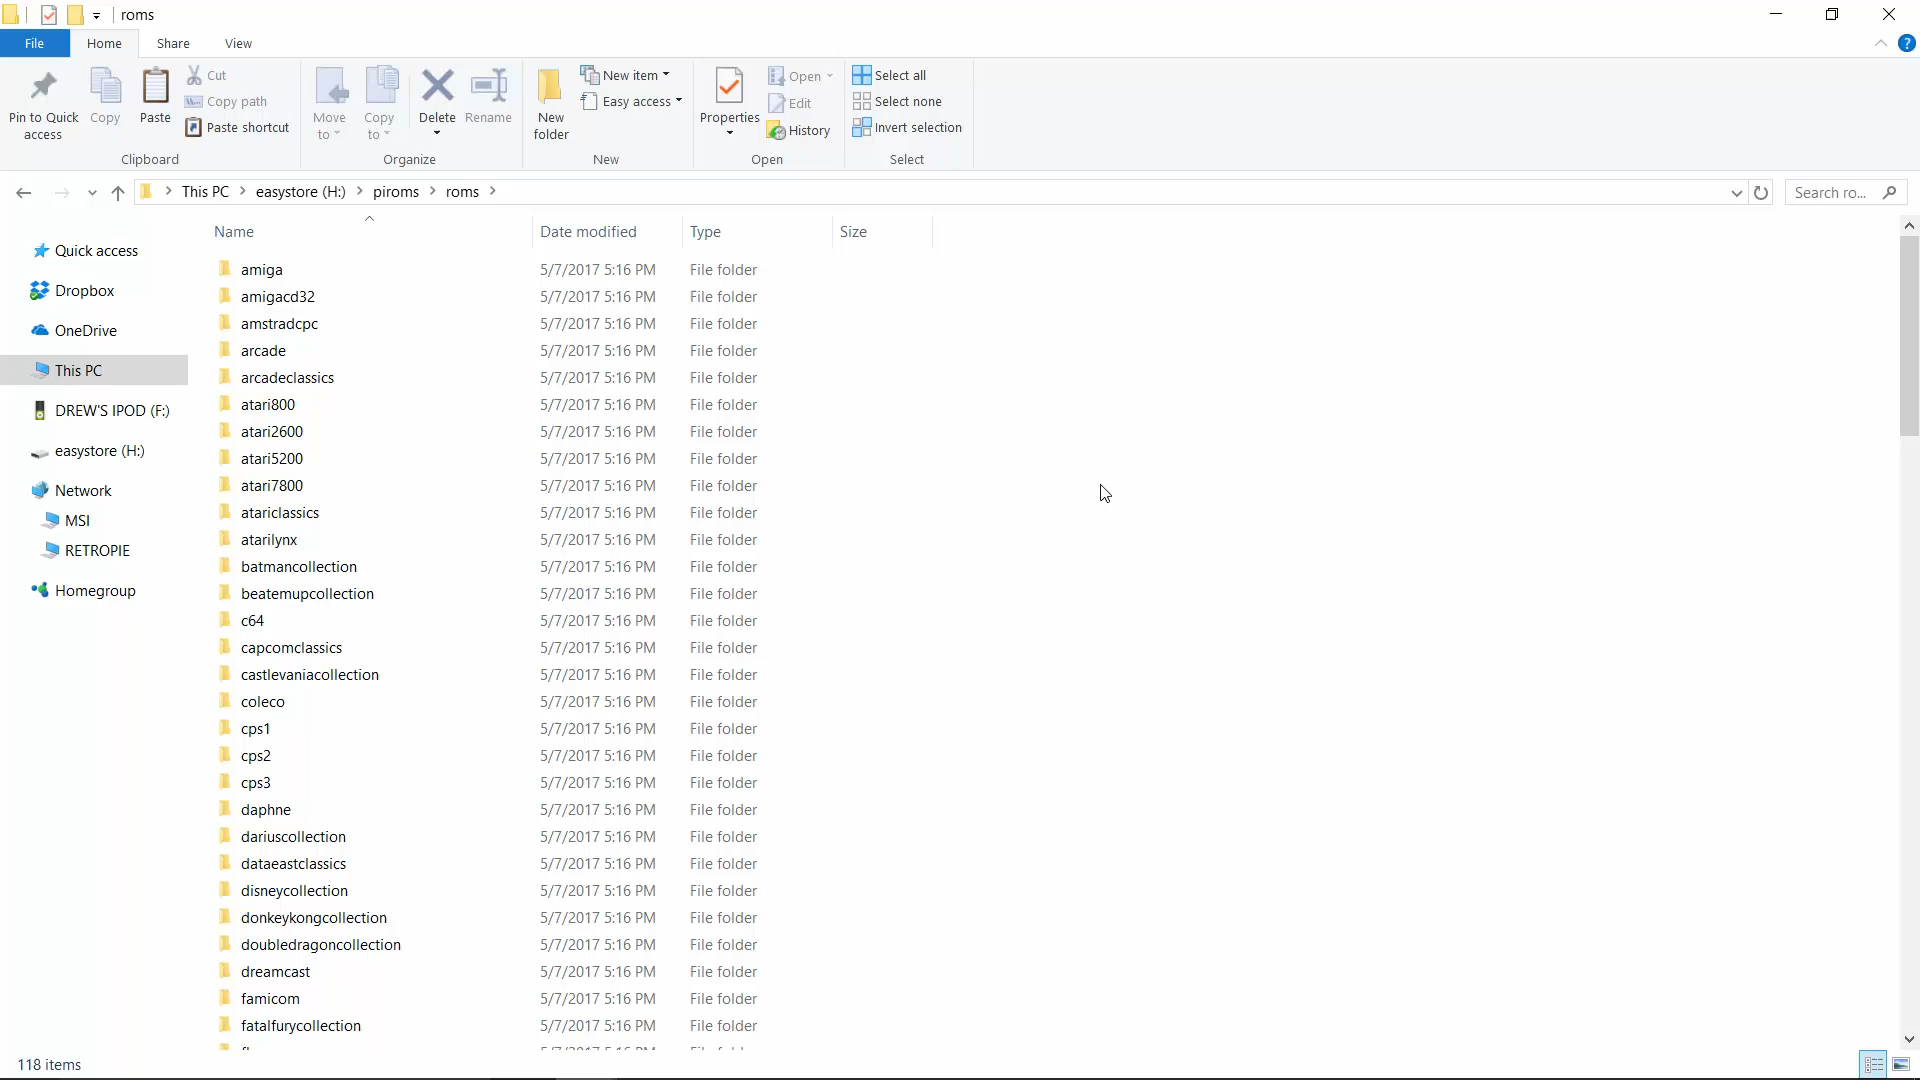 roms
File Home Share View
Pin to Quick access
Copy
Paste
Cut
Copy path
Paste shortcut
Clipboard
Move to
Copy to
Delete
Rename
Organize
New folder
New item
Easy access
New
Properties
Open
Edit
History
Open
Select all
Select none
Invert selection
Select
This PC easystore (H:) piroms roms
Search ro...
Quick access
Dropbox
OneDrive
This PC
DREW'S IPOD (F:)
easystore (H:)
Network
MSI
RETROPIE
Homegroup
Name Date modified Type Size
amiga 5/7/2017 5:16 PM File folder
amigacd32 5/7/2017 5:16 PM File folder
amstradcpc 5/7/2017 5:16 PM File folder
arcade 5/7/2017 5:16 PM File folder
arcadeclassics 5/7/2017 5:16 PM File folder
atari800 5/7/2017 5:16 PM File folder
atari2600 5/7/2017 5:16 PM File folder
atari5200 5/7/2017 5:16 PM File folder
atari7800 5/7/2017 5:16 PM File folder
atariclassics 5/7/2017 5:16 PM File folder
atarilynx 5/7/2017 5:16 PM File folder
batmancollection 5/7/2017 5:16 PM File folder
beatemupcollection 5/7/2017 5:16 PM File folder
c64 5/7/2017 5:16 PM File folder
capcomclassics 5/7/2017 5:16 PM File folder
castlevaniacollection 5/7/2017 5:16 PM File folder
coleco 5/7/2017 5:16 PM File folder
cps1 5/7/2017 5:16 PM File folder
cps2 5/7/2017 5:16 PM File folder
cps3 5/7/2017 5:16 PM File folder
daphne 5/7/2017 5:16 PM File folder
dariuscollection 5/7/2017 5:16 PM File folder
dataeastclassics 5/7/2017 5:16 PM File folder
disneycollection 5/7/2017 5:16 PM File folder
donkeykongcollection 5/7/2017 5:16 PM File folder
doubledragoncollection 5/7/2017 5:16 PM File folder
dreamcast 5/7/2017 5:16 PM File folder
famicom 5/7/2017 5:16 PM File folder
fatalfurycollection 5/7/2017 5:16 PM File folder
118 items